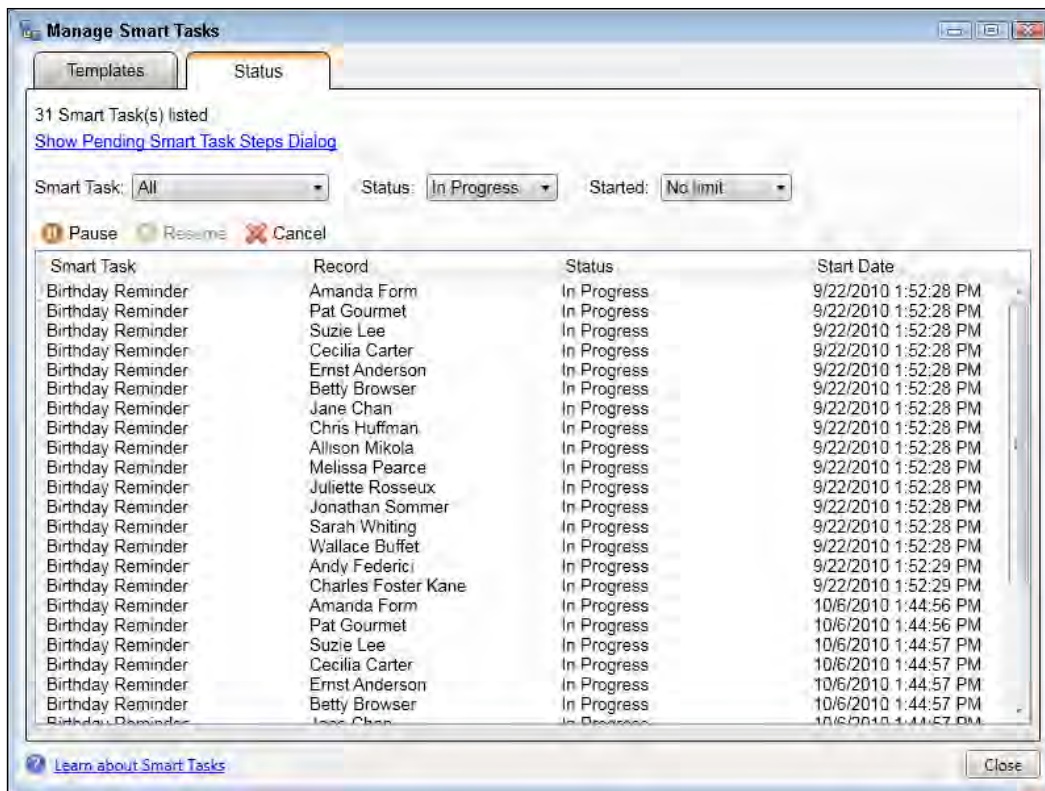 Manage Smart Tasks
Templates Status
31 Smart Task(s) listed
Show Pending Smart Task Steps Dialog
Smart Task: All Status: In Progress Started: No limit
Pause Resume Cancel
Smart Task Record Status Start Date
Birthday Reminder Amanda Form In Progress 9/22/2010 1:52:28 PM
Birthday Reminder Pat Gourmet In Progress 9/22/2010 1:52:28 PM
Birthday Reminder Suzie Lee In Progress 9/22/2010 1:52:28 PM
Birthday Reminder Cecilia Carter In Progress 9/22/2010 1:52:28 PM
Birthday Reminder Ernst Anderson In Progress 9/22/2010 1:52:28 PM
Birthday Reminder Betty Browser In Progress 9/22/2010 1:52:28 PM
Birthday Reminder Jane Chan In Progress 9/22/2010 1:52:28 PM
Birthday Reminder Chris Huffman In Progress 9/22/2010 1:52:28 PM
Birthday Reminder Allison Mikola In Progress 9/22/2010 1:52:28 PM
Birthday Reminder Melissa Pearce In Progress 9/22/2010 1:52:28 PM
Birthday Reminder Juliette Rosseux In Progress 9/22/2010 1:52:28 PM
Birthday Reminder Jonathan Sommer In Progress 9/22/2010 1:52:28 PM
Birthday Reminder Sarah Whiting In Progress 9/22/2010 1:52:28 PM
Birthday Reminder Wallace Buffet In Progress 9/22/2010 1:52:28 PM
Birthday Reminder Andy Federici In Progress 9/22/2010 1:52:29 PM
Birthday Reminder Charles Foster Kane In Progress 9/22/2010 1:52:29 PM
Birthday Reminder Amanda Form In Progress 10/6/2010 1:44:56 PM
Birthday Reminder Pat Gourmet In Progress 10/6/2010 1:44:56 PM
Birthday Reminder Suzie Lee In Progress 10/6/2010 1:44:57 PM
Birthday Reminder Cecilia Carter In Progress 10/6/2010 1:44:57 PM
Birthday Reminder Ernst Anderson In Progress 10/6/2010 1:44:57 PM
Birthday Reminder Betty Browser In Progress 10/6/2010 1:44:57 PM
Birthday Reminder Jane Chan In Progress 10/6/2010 1:44:57 PM
Learn about Smart Tasks Close